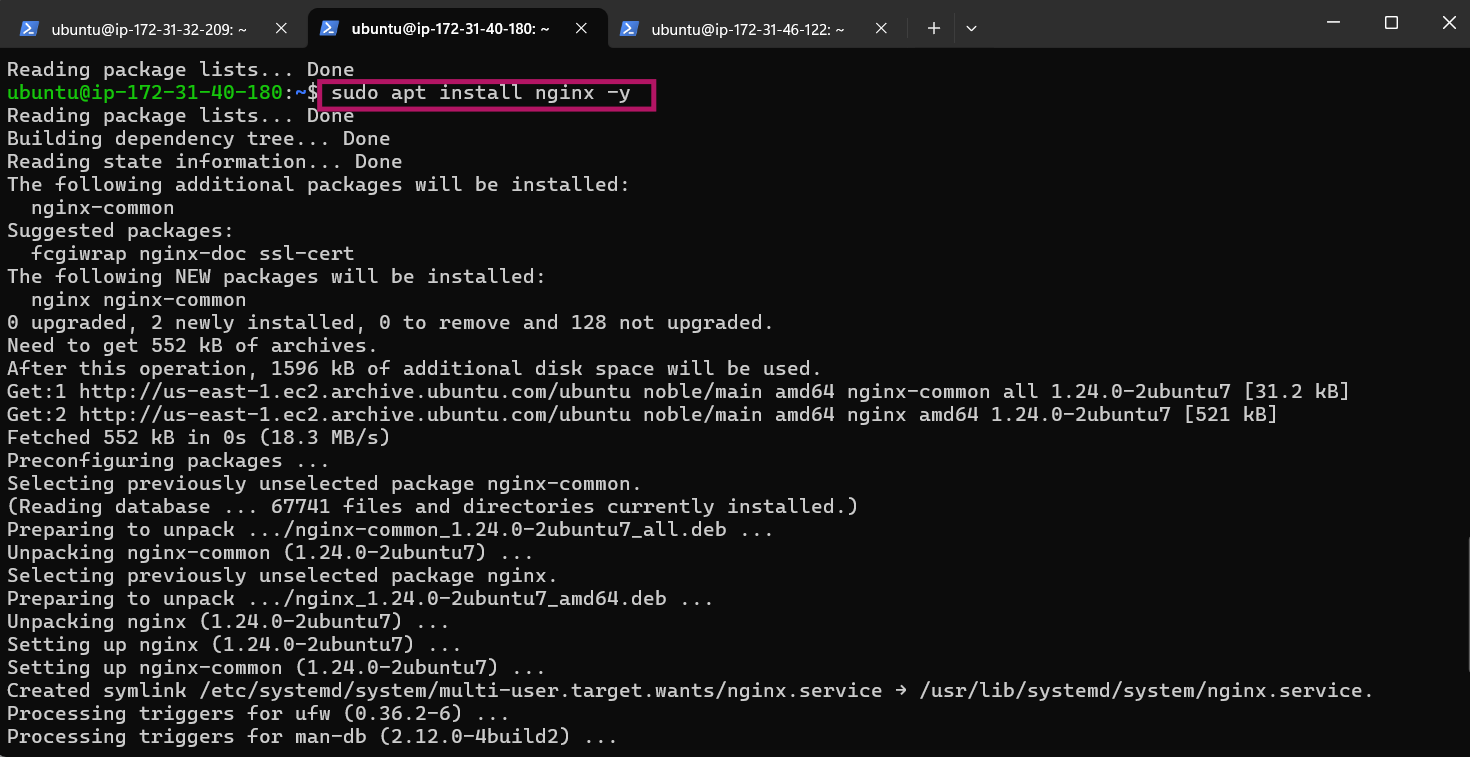 ubuntu@ip-172-31-32-209: ~
ubuntu@ip-172-31-40-180: ~
ubuntu@ip-172-31-46-122: ~
Reading package lists... Done
ubuntu@ip-172-31-40-180:~$ sudo apt install nginx -y
Reading package lists... Done
Building dependency tree... Done
Reading state information... Done
The following additional packages will be installed:
  nginx-common
Suggested packages:
  fcgiwrap nginx-doc ssl-cert
The following NEW packages will be installed:
  nginx nginx-common
0 upgraded, 2 newly installed, 0 to remove and 128 not upgraded.
Need to get 552 kB of archives.
After this operation, 1596 kB of additional disk space will be used.
Get:1 http://us-east-1.ec2.archive.ubuntu.com/ubuntu noble/main amd64 nginx-common all 1.24.0-2ubuntu7 [31.2 kB]
Get:2 http://us-east-1.ec2.archive.ubuntu.com/ubuntu noble/main amd64 nginx amd64 1.24.0-2ubuntu7 [521 kB]
Fetched 552 kB in 0s (18.3 MB/s)
Preconfiguring packages ...
Selecting previously unselected package nginx-common.
(Reading database ... 67741 files and directories currently installed.)
Preparing to unpack .../nginx-common_1.24.0-2ubuntu7_all.deb ...
Unpacking nginx-common (1.24.0-2ubuntu7) ...
Selecting previously unselected package nginx.
Preparing to unpack .../nginx_1.24.0-2ubuntu7_amd64.deb ...
Unpacking nginx (1.24.0-2ubuntu7) ...
Setting up nginx (1.24.0-2ubuntu7) ...
Setting up nginx-common (1.24.0-2ubuntu7) ...
Created symlink /etc/systemd/system/multi-user.target.wants/nginx.service → /usr/lib/systemd/system/nginx.service.
Processing triggers for ufw (0.36.2-6) ...
Processing triggers for man-db (2.12.0-4build2) ...